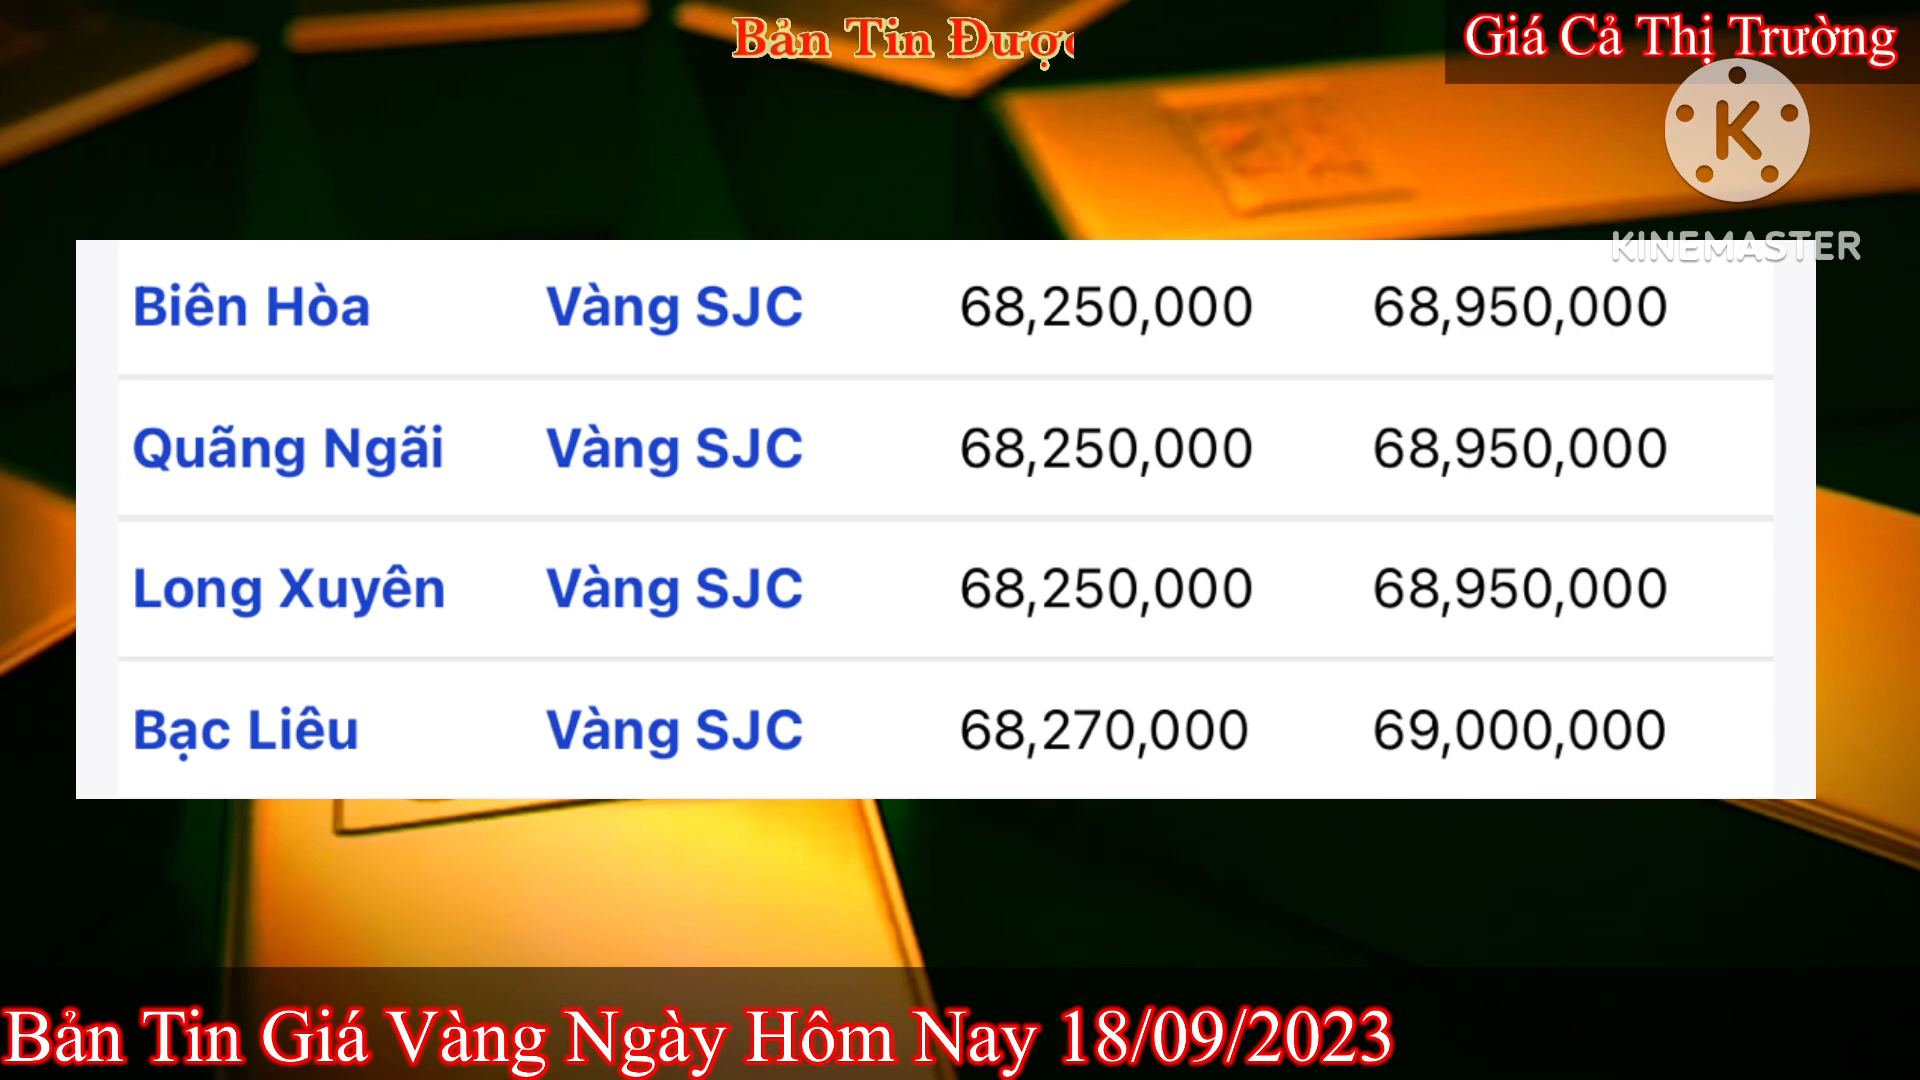 Bản Tin Được
Giá Cả Thị Trường
K
KINEMASTER
Biên Hòa Vàng SJC 68,250,000 68,950,000
Quãng Ngãi Vàng SJC 68,250,000 68,950,000
Long Xuyên Vàng SJC 68,250,000 68,950,000
Bạc Liêu Vàng SJC 68,270,000 69,000,000
Bản Tin Giá Vàng Ngày Hôm Nay 18/09/2023